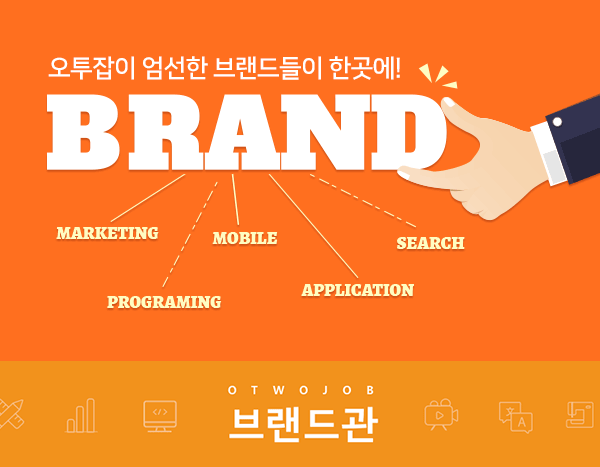 오투잡이 엄선한 브랜드들이 한곳에!
BRAND
MARKETING
MOBILE
SEARCH
PROGRAMING
APPLICATION
OTWOJOB
브랜드관